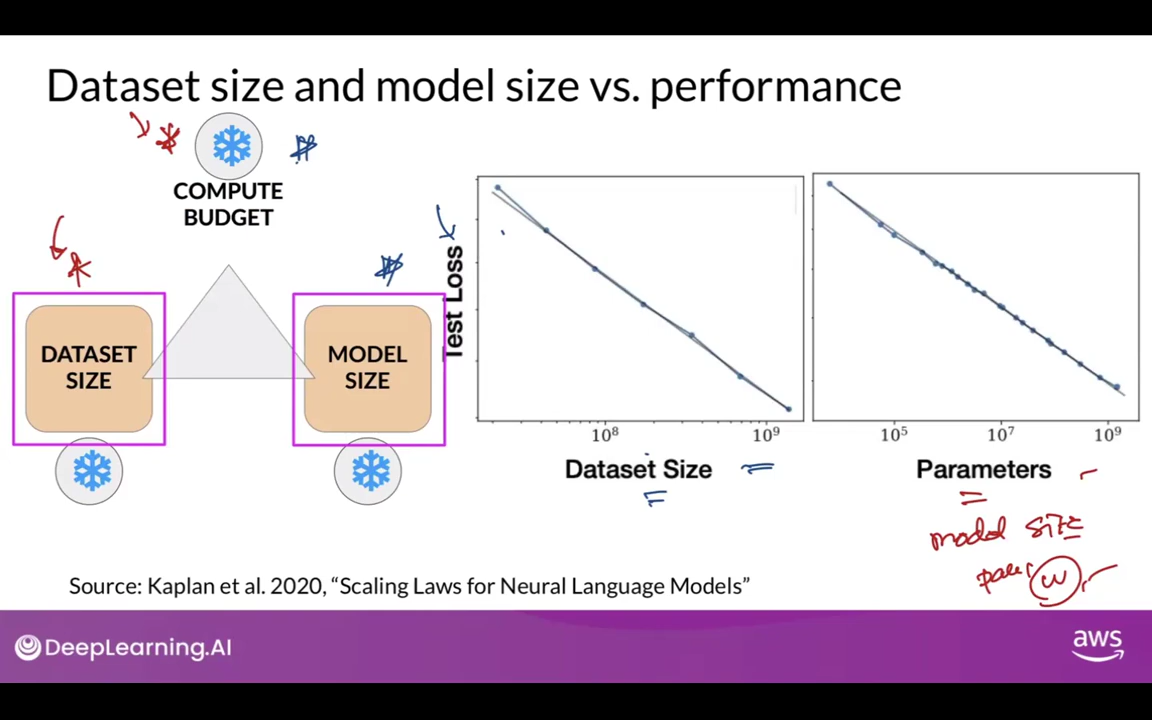 Dataset size and model size vs. performance
COMPUTE
BUDGET
DATASET
SIZE
MODEL
SIZE
Test Loss
10⁸
10⁹
Dataset Size
10⁵
10⁷
10⁹
Parameters
model size
w
Source: Kaplan et al. 2020, “Scaling Laws for Neural Language Models”
DeepLearning.AI
aws